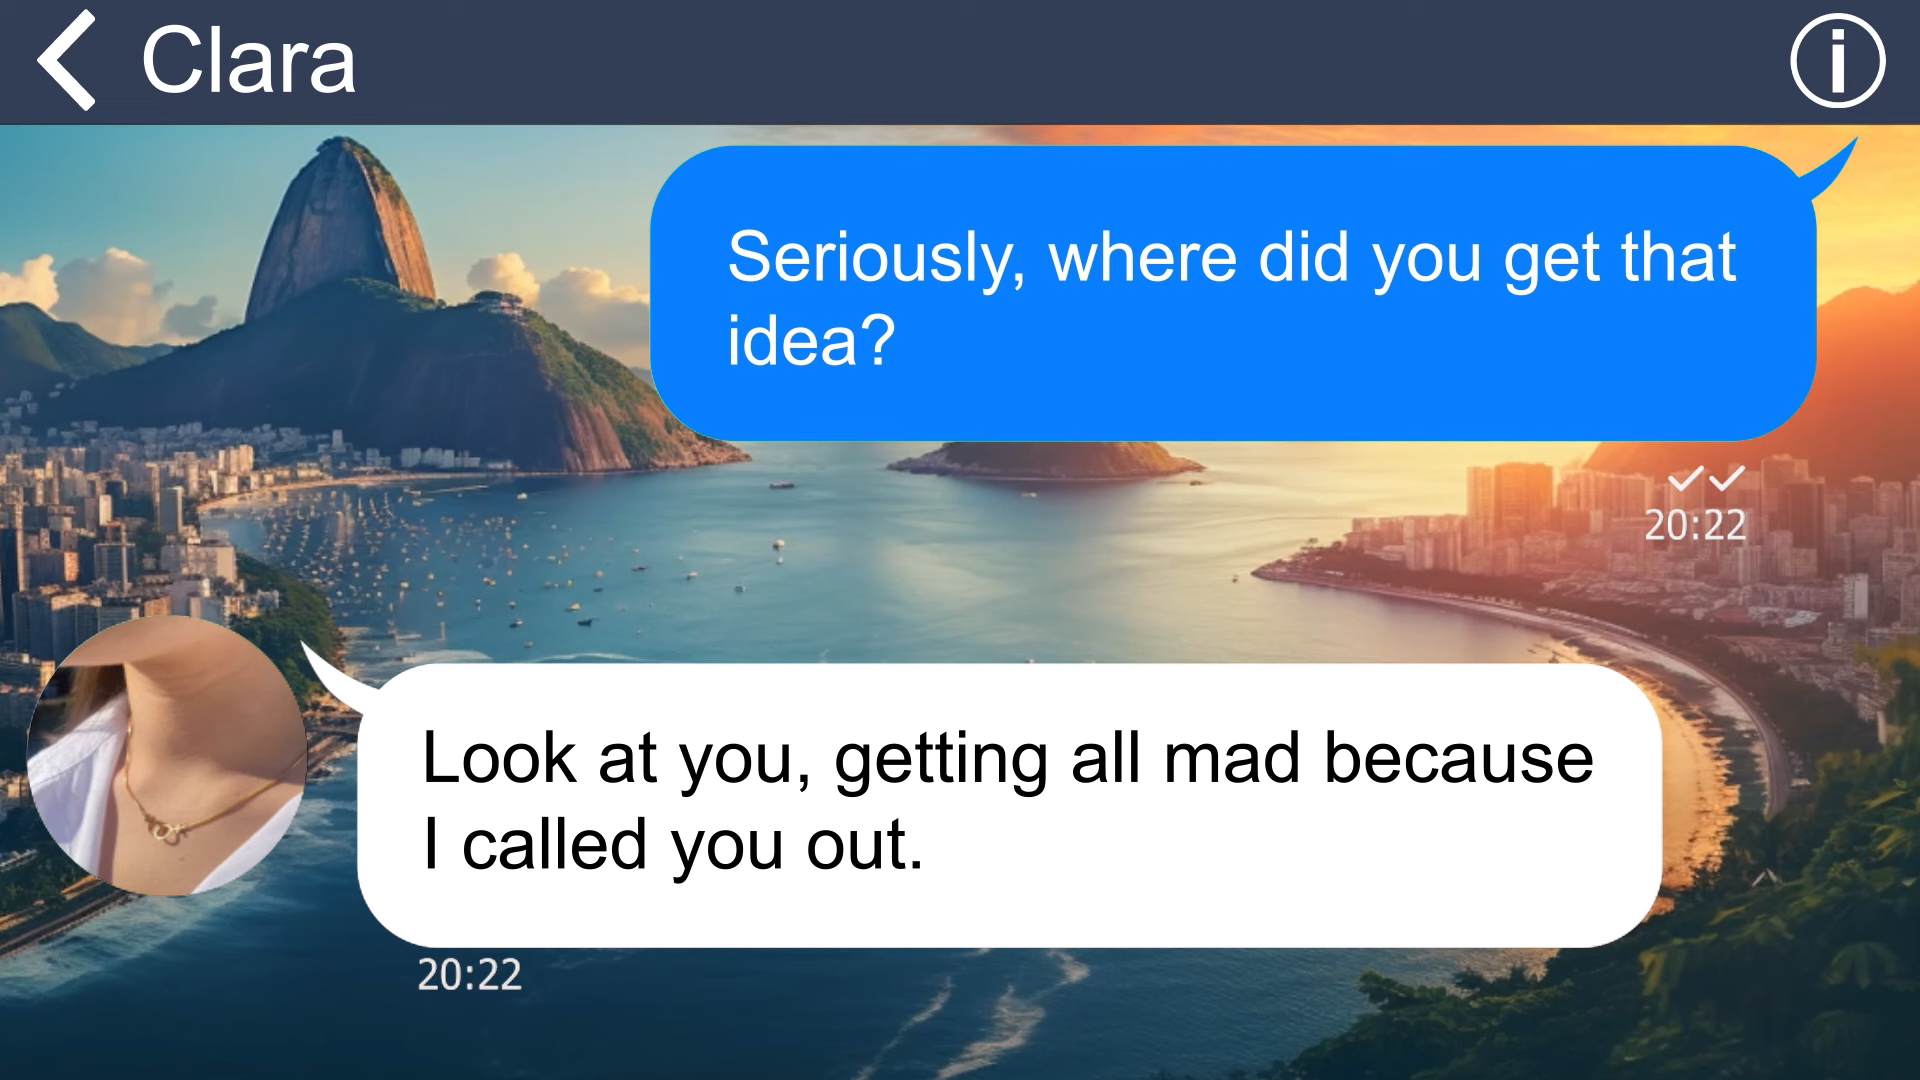 Clara
Seriously, where did you get that
idea?
20:22
Look at you, getting all mad because
I called you out.
20:22